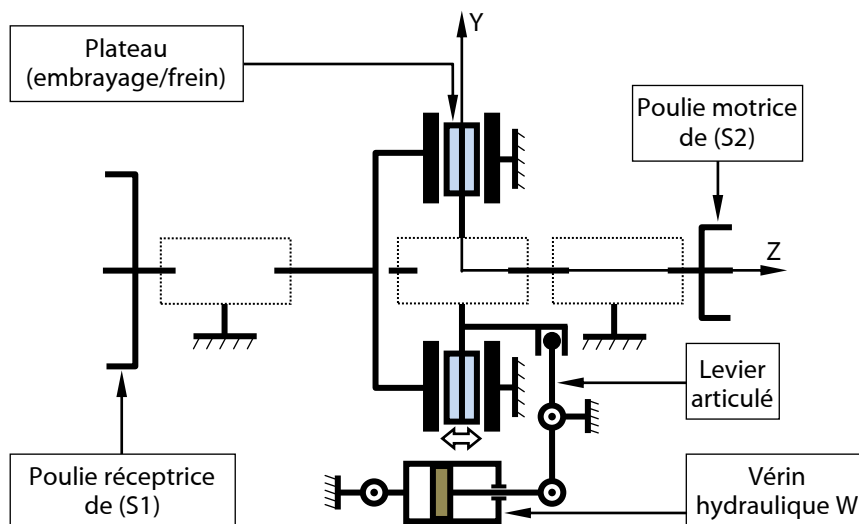 Plateau
(embrayage/frein)
Y
Poulie motrice
de (S2)
Z
Levier
articulé
Poulie réceptrice
de (S1)
Vérin
hydraulique W